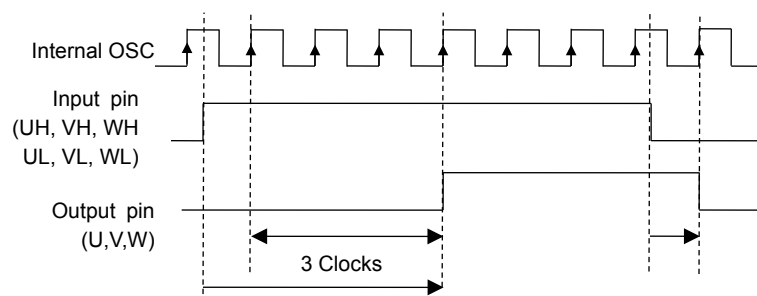 Internal OSC
Input pin
(UH, VH, WH
UL, VL, WL)
Output pin
(U,V,W)
3 Clocks